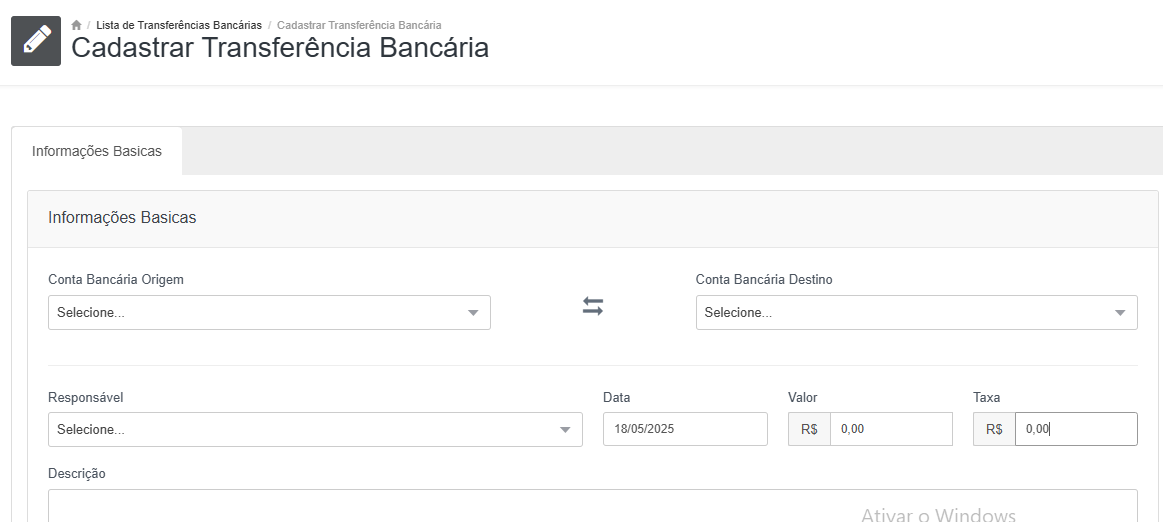 / Lista de Transferências Bancárias / Cadastrar Transferência Bancária
Cadastrar Transferência Bancária
Informações Basicas
Informações Basicas
Conta Bancária Origem
Conta Bancária Destino
Selecione...
Selecione...
Responsável
Data
Valor
Taxa
Selecione...
18/05/2025
R$ 0,00
R$ 0,00
Descrição
Ativar o Windows